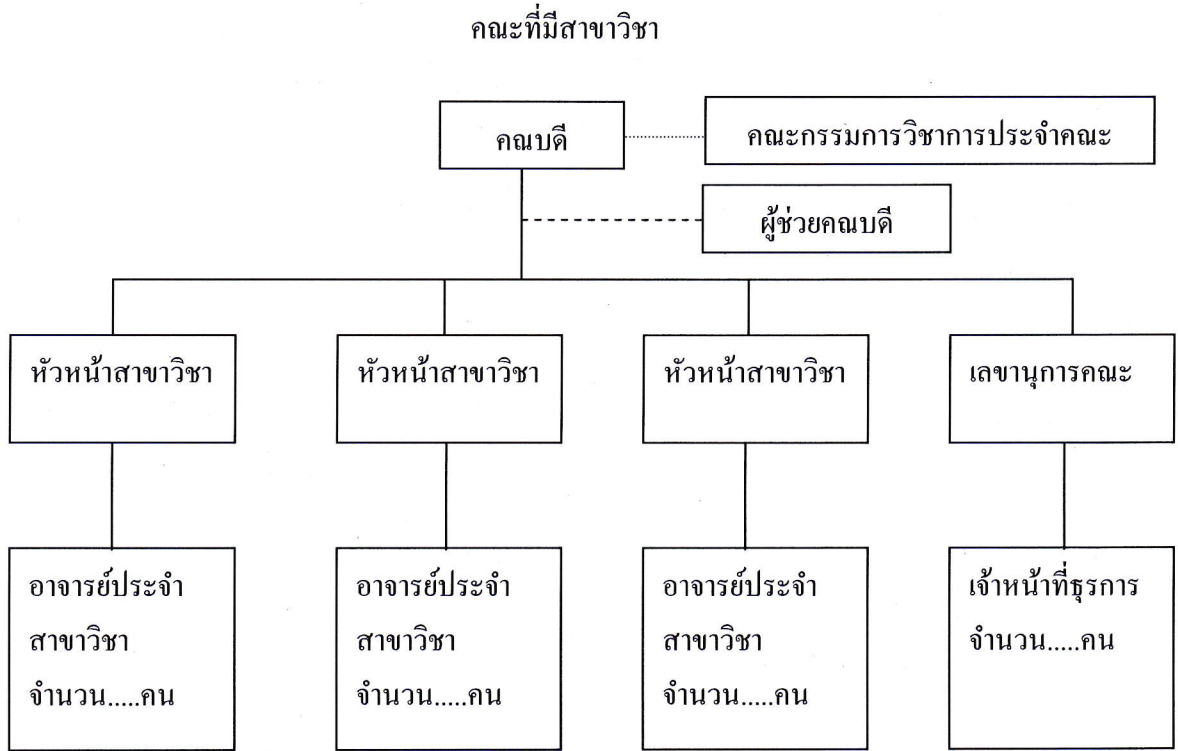 คณะที่มีสาขาวิชา
คณบดี
คณะกรรมการวิชาการประจำคณะ
ผู้ช่วยคณบดี
หัวหน้าสาขาวิชา
หัวหน้าสาขาวิชา
หัวหน้าสาขาวิชา
เลขานุการคณะ
อาจารย์ประจำ
สาขาวิชา
จำนวน.....คน
อาจารย์ประจำ
สาขาวิชา
จำนวน.....คน
อาจารย์ประจำ
สาขาวิชา
จำนวน.....คน
เจ้าหน้าที่ธุรการ
จำนวน.....คน